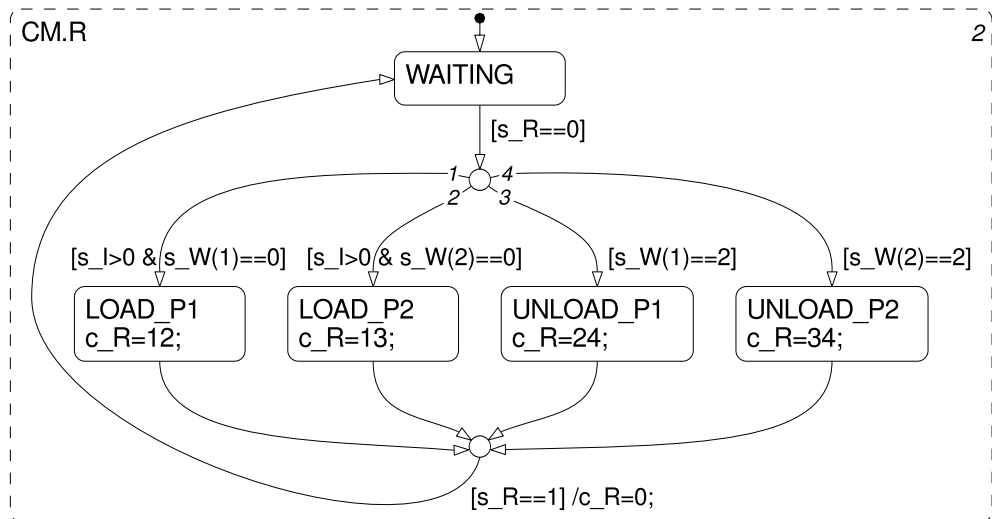 CM.R
2
WAITING
[s_R==0]
1
4
2
3
[s_I>0 & s_W(1)==0]
[s_I>0 & s_W(2)==0]
[s_W(1)==2]
[s_W(2)==2]
LOAD_P1
c_R=12;
LOAD_P2
c_R=13;
UNLOAD_P1
c_R=24;
UNLOAD_P2
c_R=34;
[s_R==1] /c_R=0;